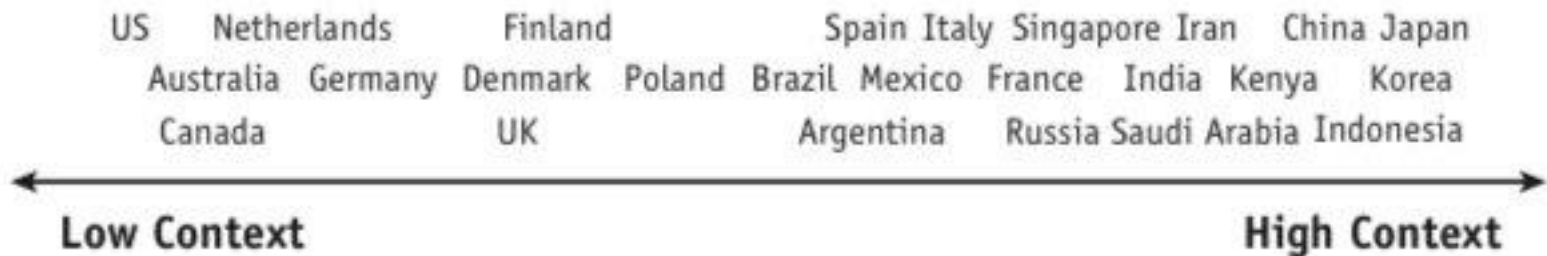 US Netherlands Finland Spain Italy Singapore Iran China Japan
Australia Germany Denmark Poland Brazil Mexico France India Kenya Korea
Canada UK Argentina Russia Saudi Arabia Indonesia
Low Context High Context